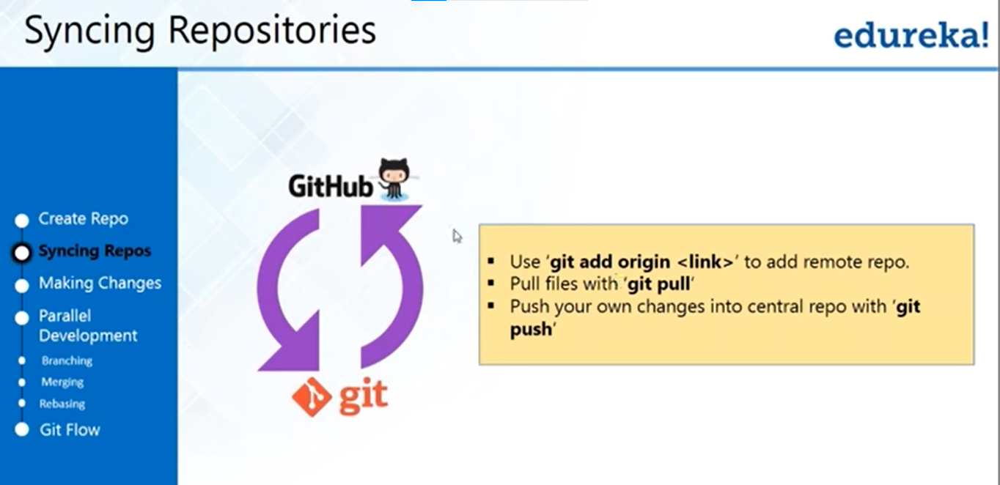 Syncing Repositories
edureka!
Create Repo
Syncing Repos
Making Changes
Parallel
Development
Branching
Merging
Rebasing
Git Flow
GitHub
git
▪ Use ‘git add origin <link>’ to add remote repo.
▪ Pull files with ‘git pull’
▪ Push your own changes into central repo with ‘git
push’